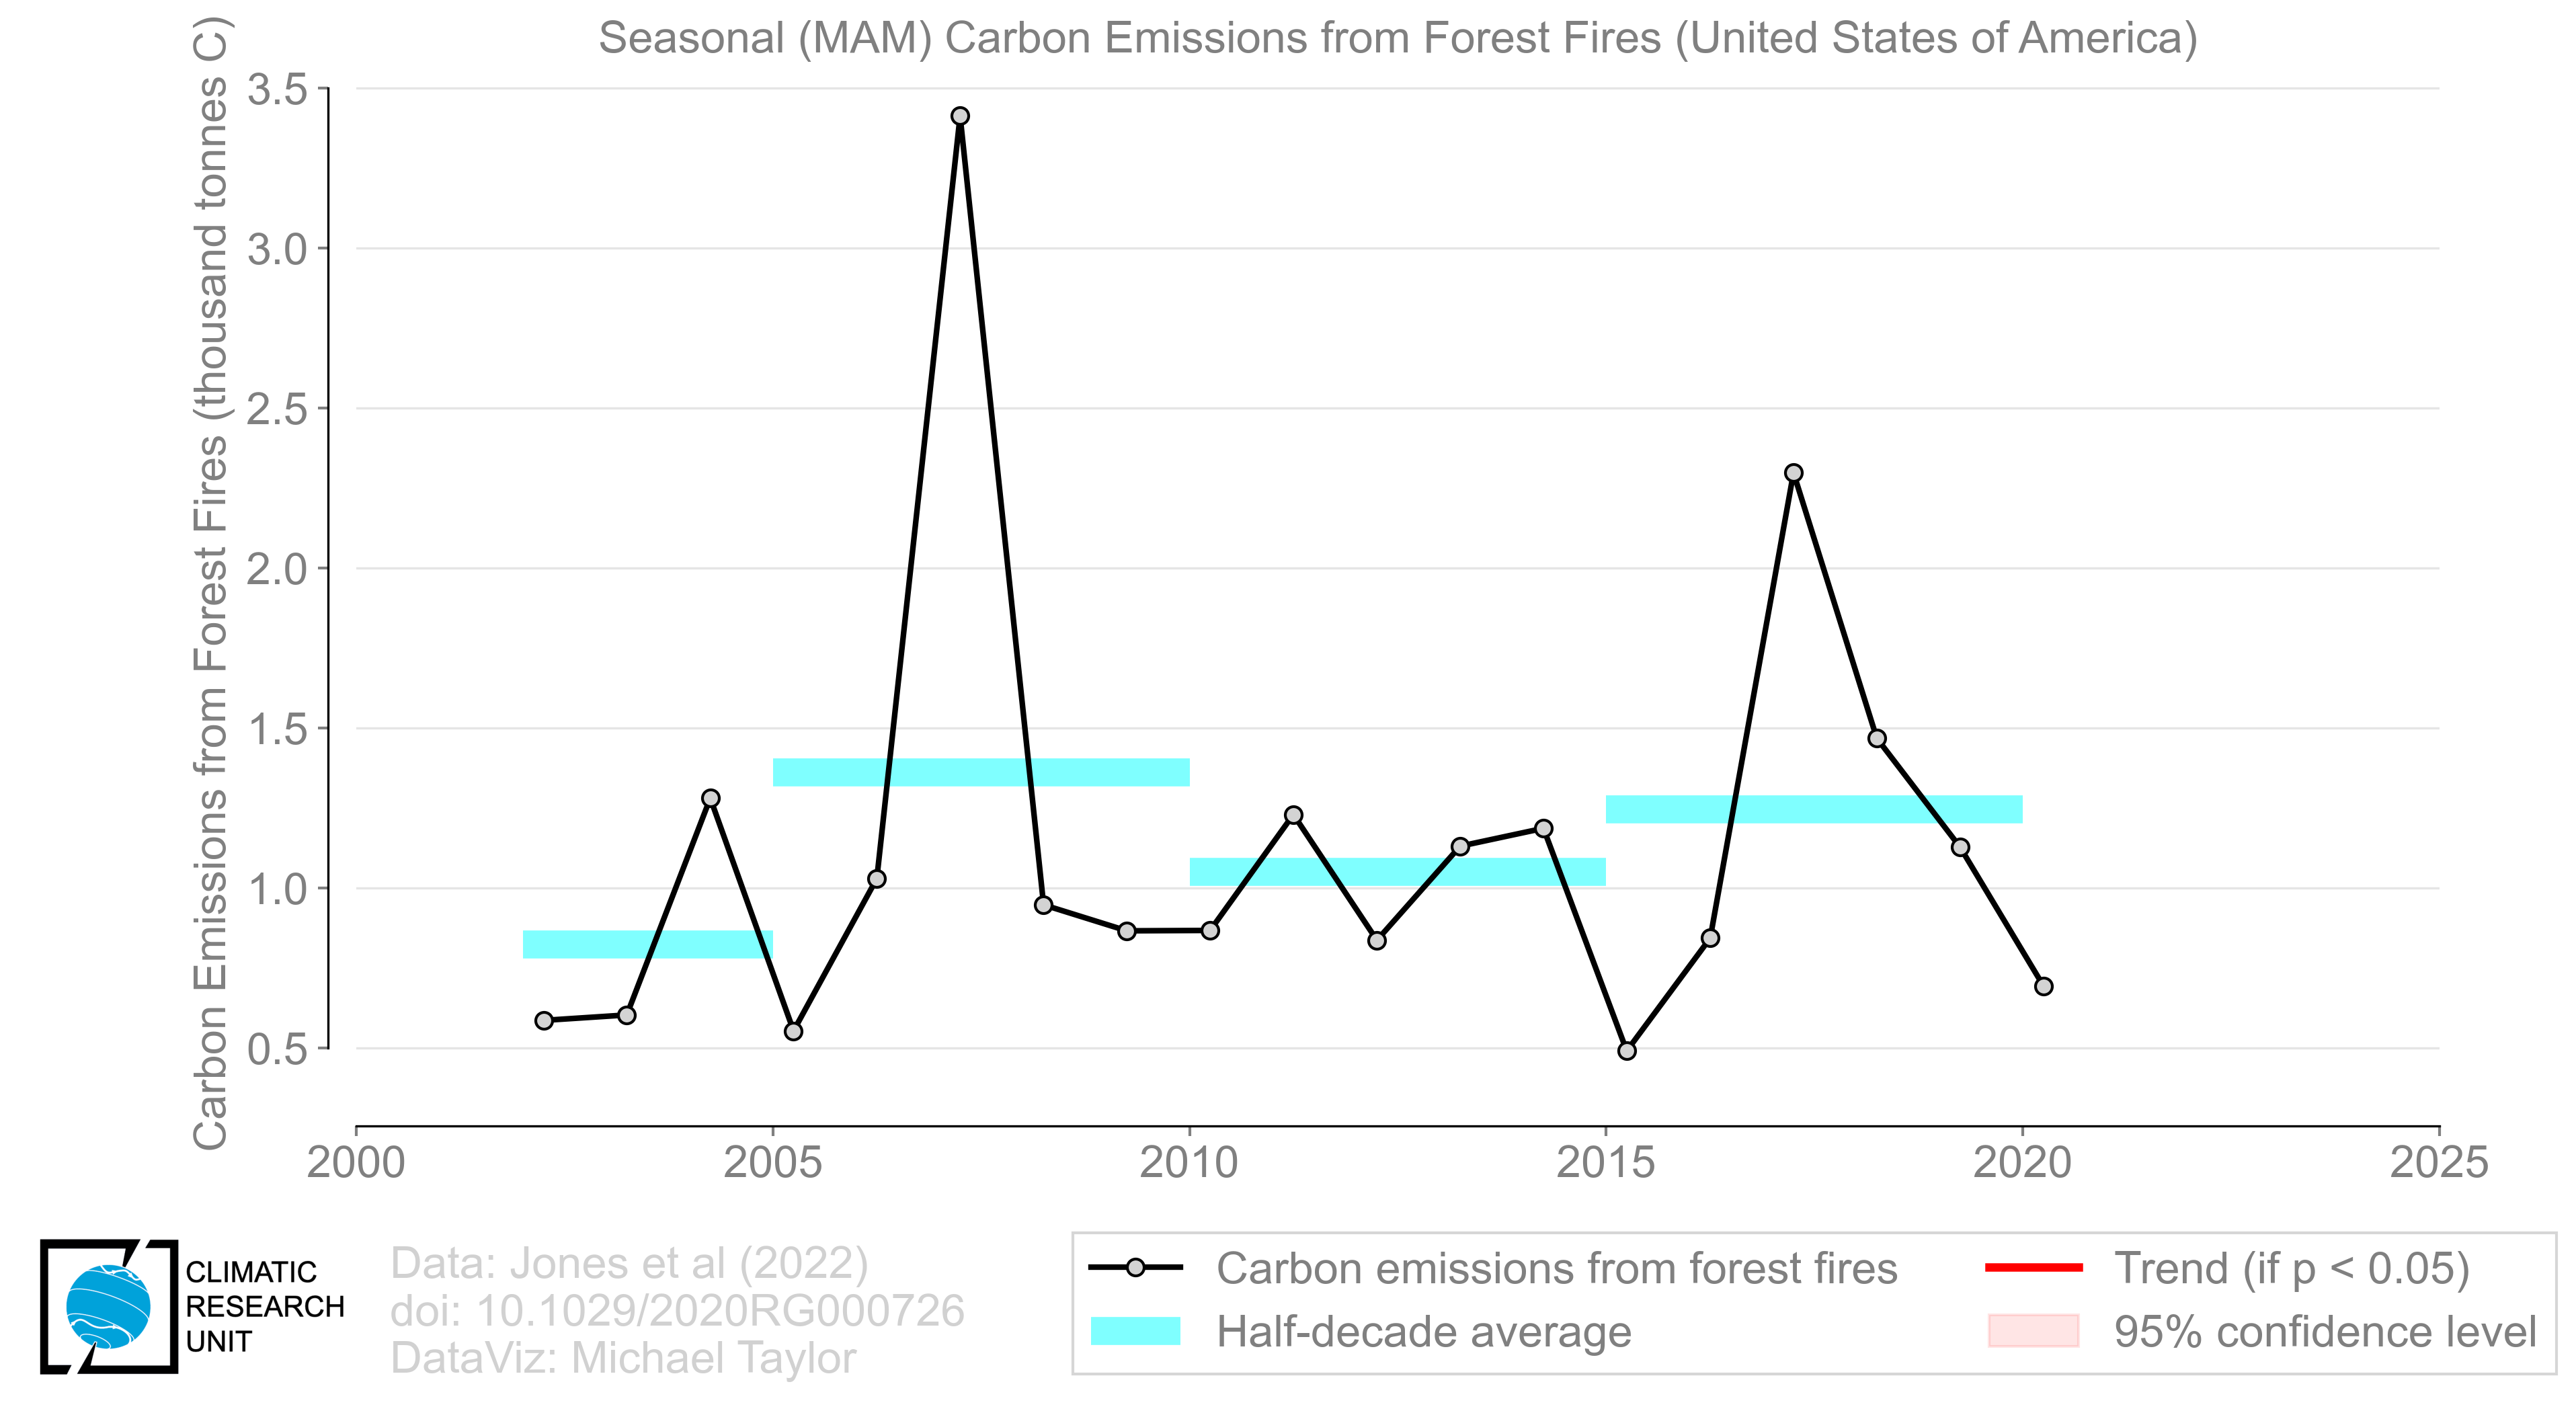 Seasonal (MAM) Carbon Emissions from Forest Fires (United States of America)
Carbon Emissions from Forest Fires (thousand tonnes C)
3.5
3.0
2.5
2.0
1.5
1.0
0.5
2000 2005 2010 2015 2020 2025
CLIMATIC
RESEARCH
UNIT
Data: Jones et al (2022)
doi: 10.1029/2020RG000726
DataViz: Michael Taylor
Carbon emissions from forest fires
Half-decade average
Trend (if p < 0.05)
95% confidence level